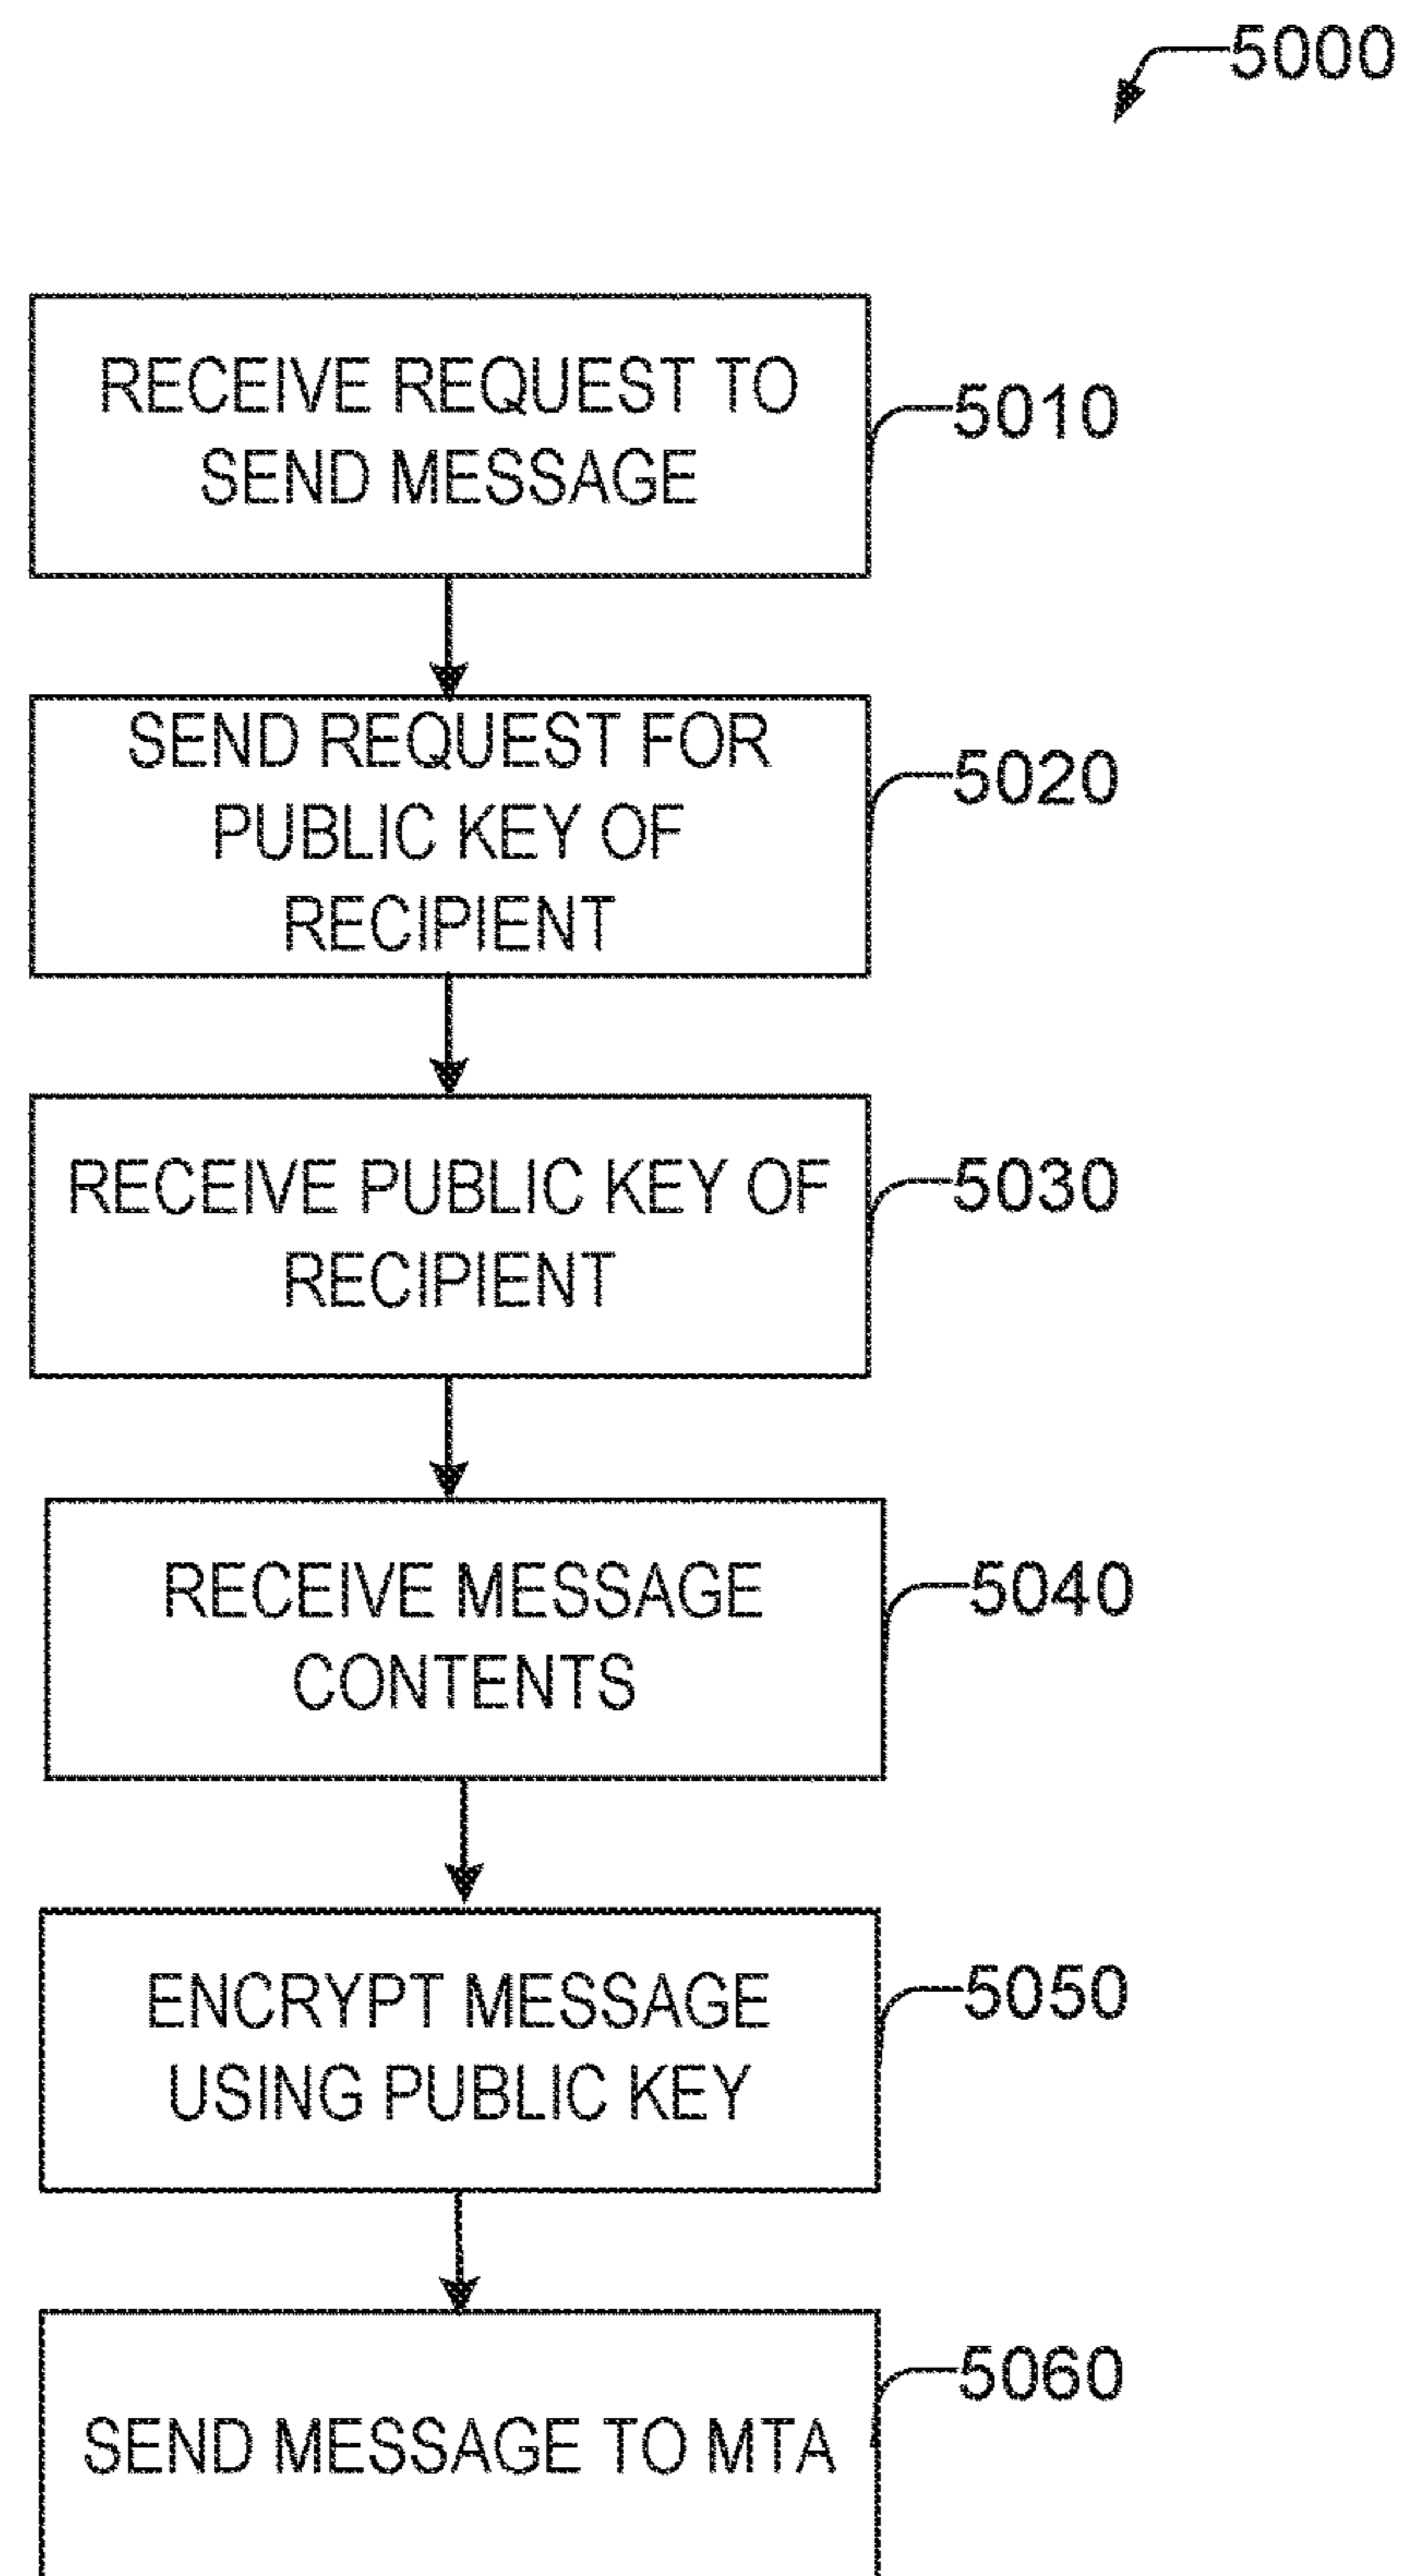 5000
RECEIVE REQUEST TO
SEND MESSAGE
5010
SEND REQUEST FOR
PUBLIC KEY OF
RECIPIENT
5020
RECEIVE PUBLIC KEY OF
RECIPIENT
5030
RECEIVE MESSAGE
CONTENTS
5040
ENCRYPT MESSAGE
USING PUBLIC KEY
5050
SEND MESSAGE TO MTA
5060